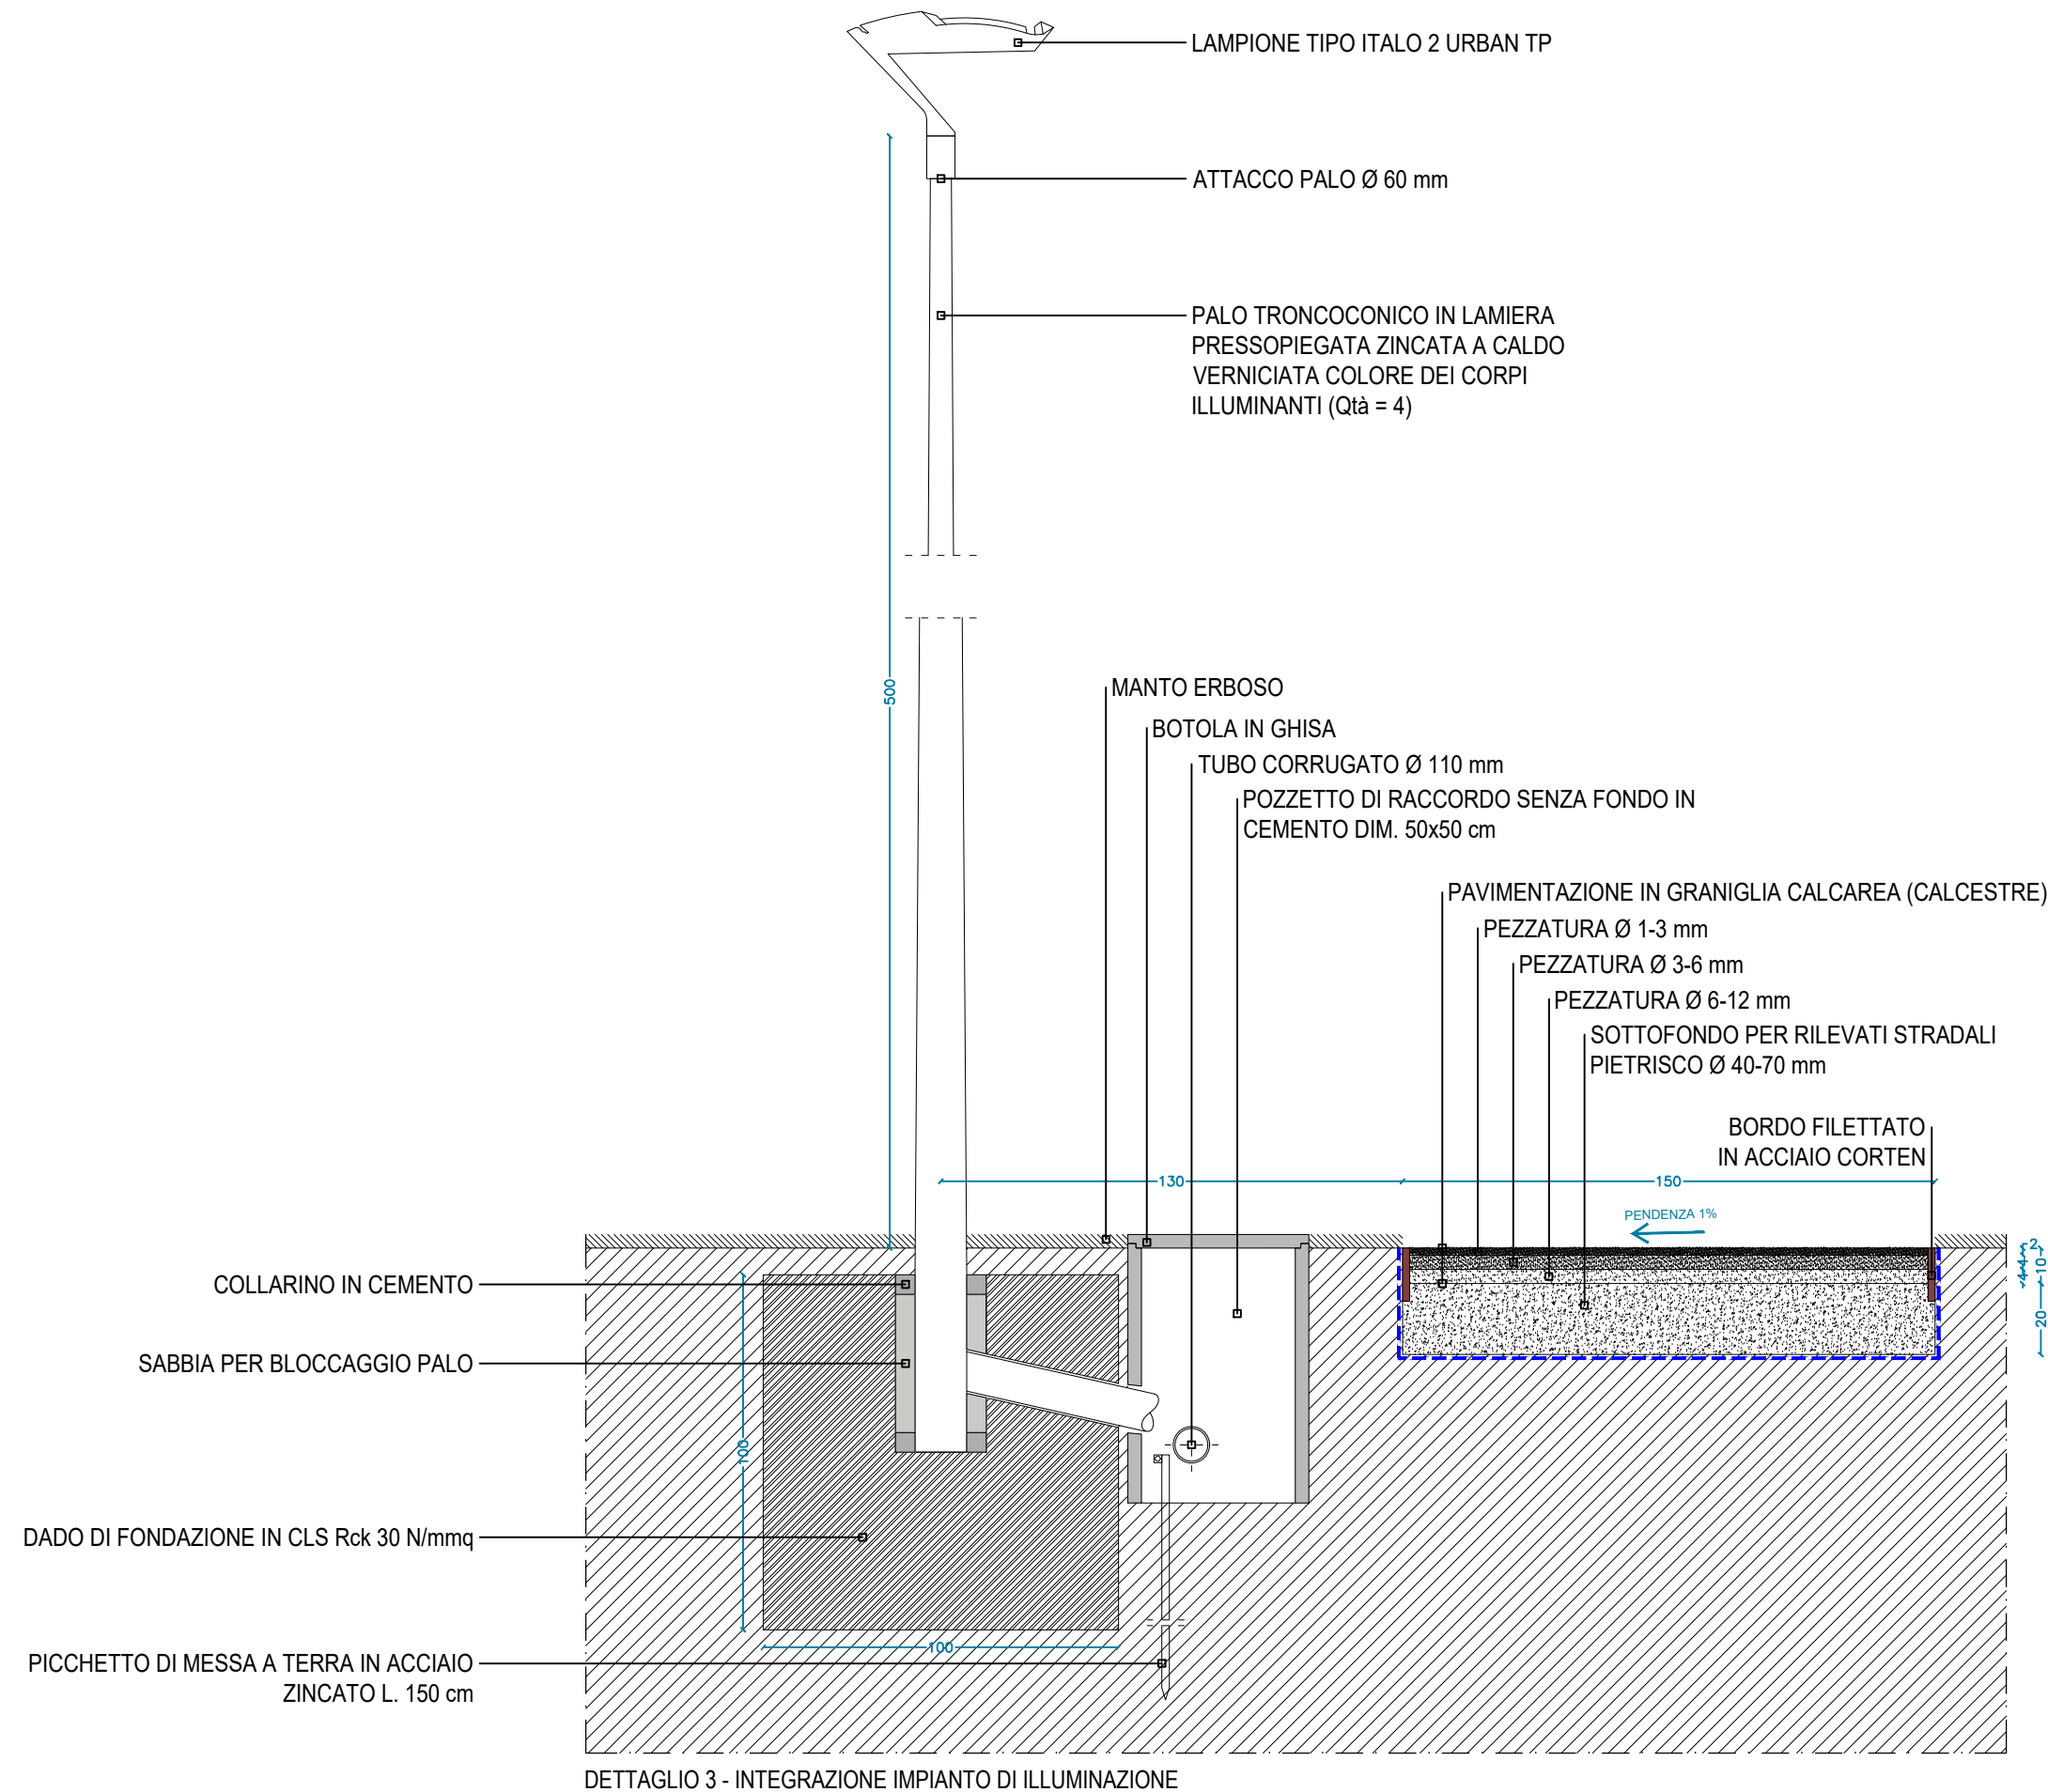 LAMPIONE TIPO ITALO 2 URBAN TP
ATTACCO PALO Ø 60 mm
PALO TRONCOCONICO IN LAMIERA
PRESSOPIEGATA ZINCATA A CALDO
VERNICIATA COLORE DEI CORPI
ILLUMINANTI (Qtà = 4)
500
MANTO ERBOSO
BOTOLA IN GHISA
TUBO CORRUGATO Ø 110 mm
POZZETTO DI RACCORDO SENZA FONDO IN
CEMENTO DIM. 50x50 cm
PAVIMENTAZIONE IN GRANIGLIA CALCAREA (CALCESTRE)
PEZZATURA Ø 1-3 mm
PEZZATURA Ø 3-6 mm
PEZZATURA Ø 6-12 mm
SOTTOFONDO PER RILEVATI STRADALI
PIETRISCO Ø 40-70 mm
BORDO FILETTATO
IN ACCIAIO CORTEN
130
150
PENDENZA 1%
2
4
4
10
20
COLLARINO IN CEMENTO
SABBIA PER BLOCCAGGIO PALO
100
DADO DI FONDAZIONE IN CLS Rck 30 N/mmq
100
PICCHETTO DI MESSA A TERRA IN ACCIAIO
ZINCATO L. 150 cm
DETTAGLIO 3 - INTEGRAZIONE IMPIANTO DI ILLUMINAZIONE